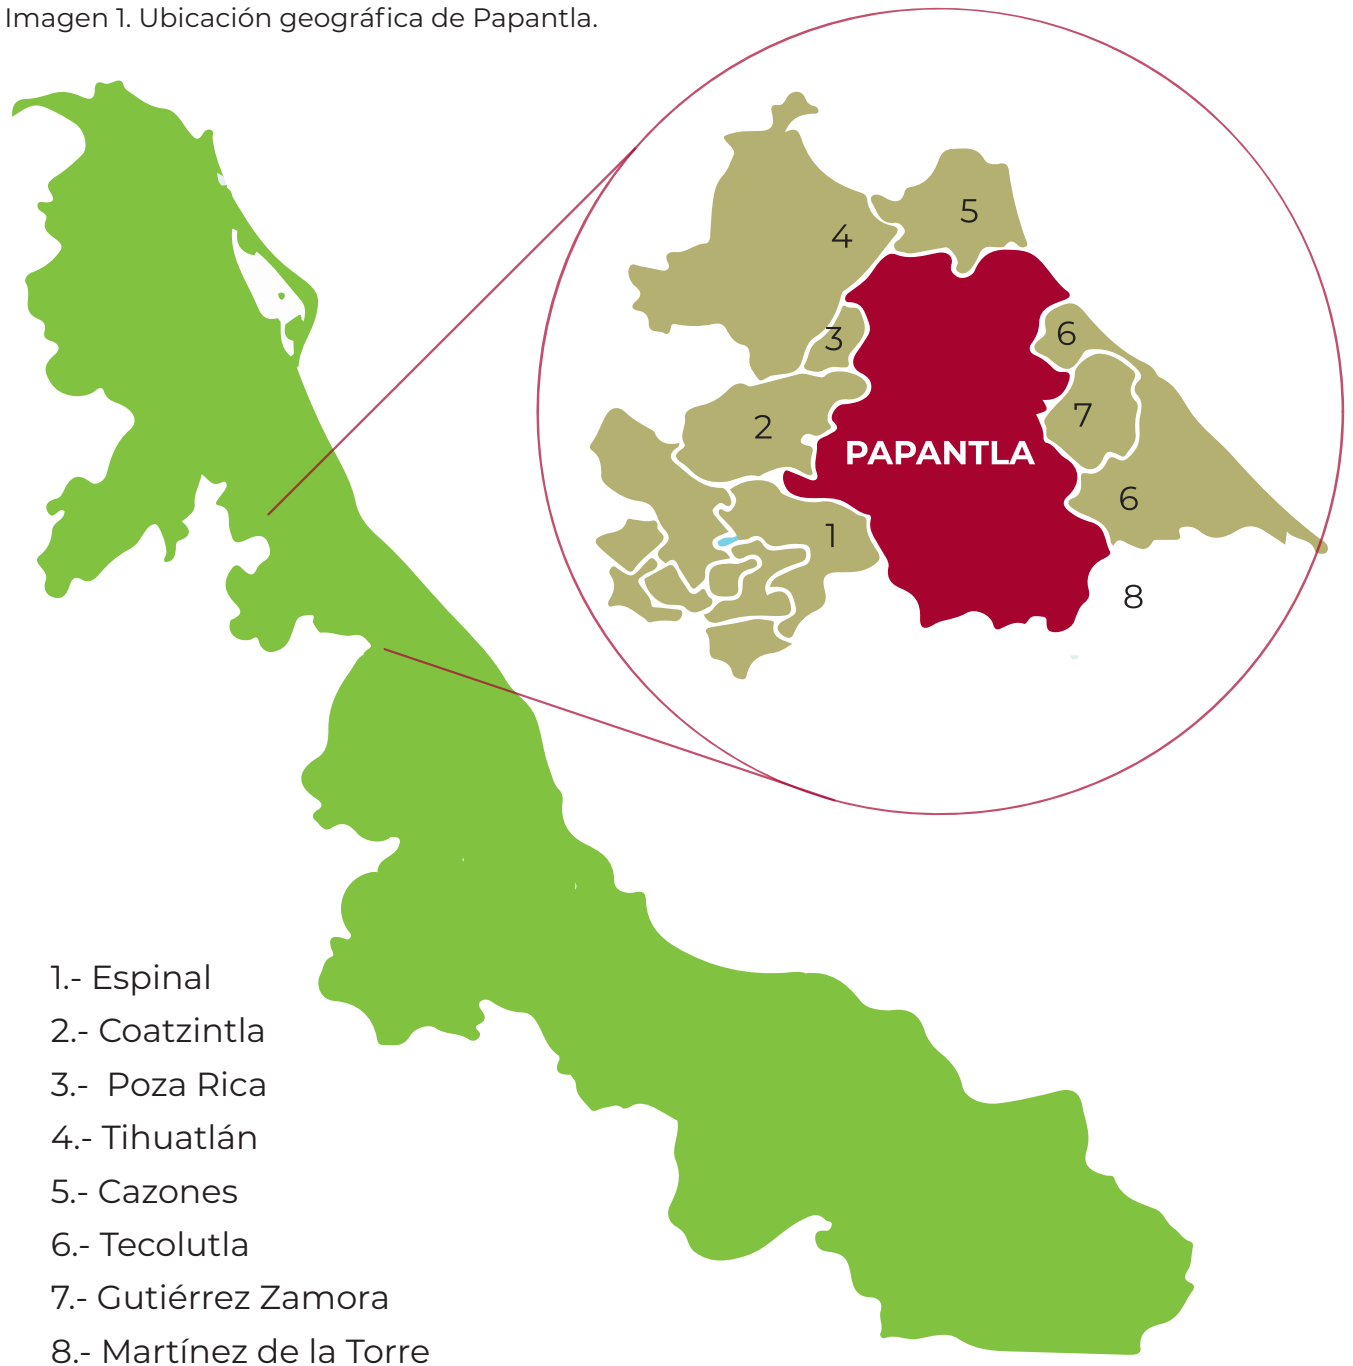 Imagen 1. Ubicación geográfica de Papantla.
5
4
6
3
7
2
PAPANTLA
6
1
8
1.- Espinal
2.- Coatzintla
3.- Poza Rica
4.- Tihuatlán
5.- Cazones
6.- Tecolutla
7.- Gutiérrez Zamora
8.- Martínez de la Torre